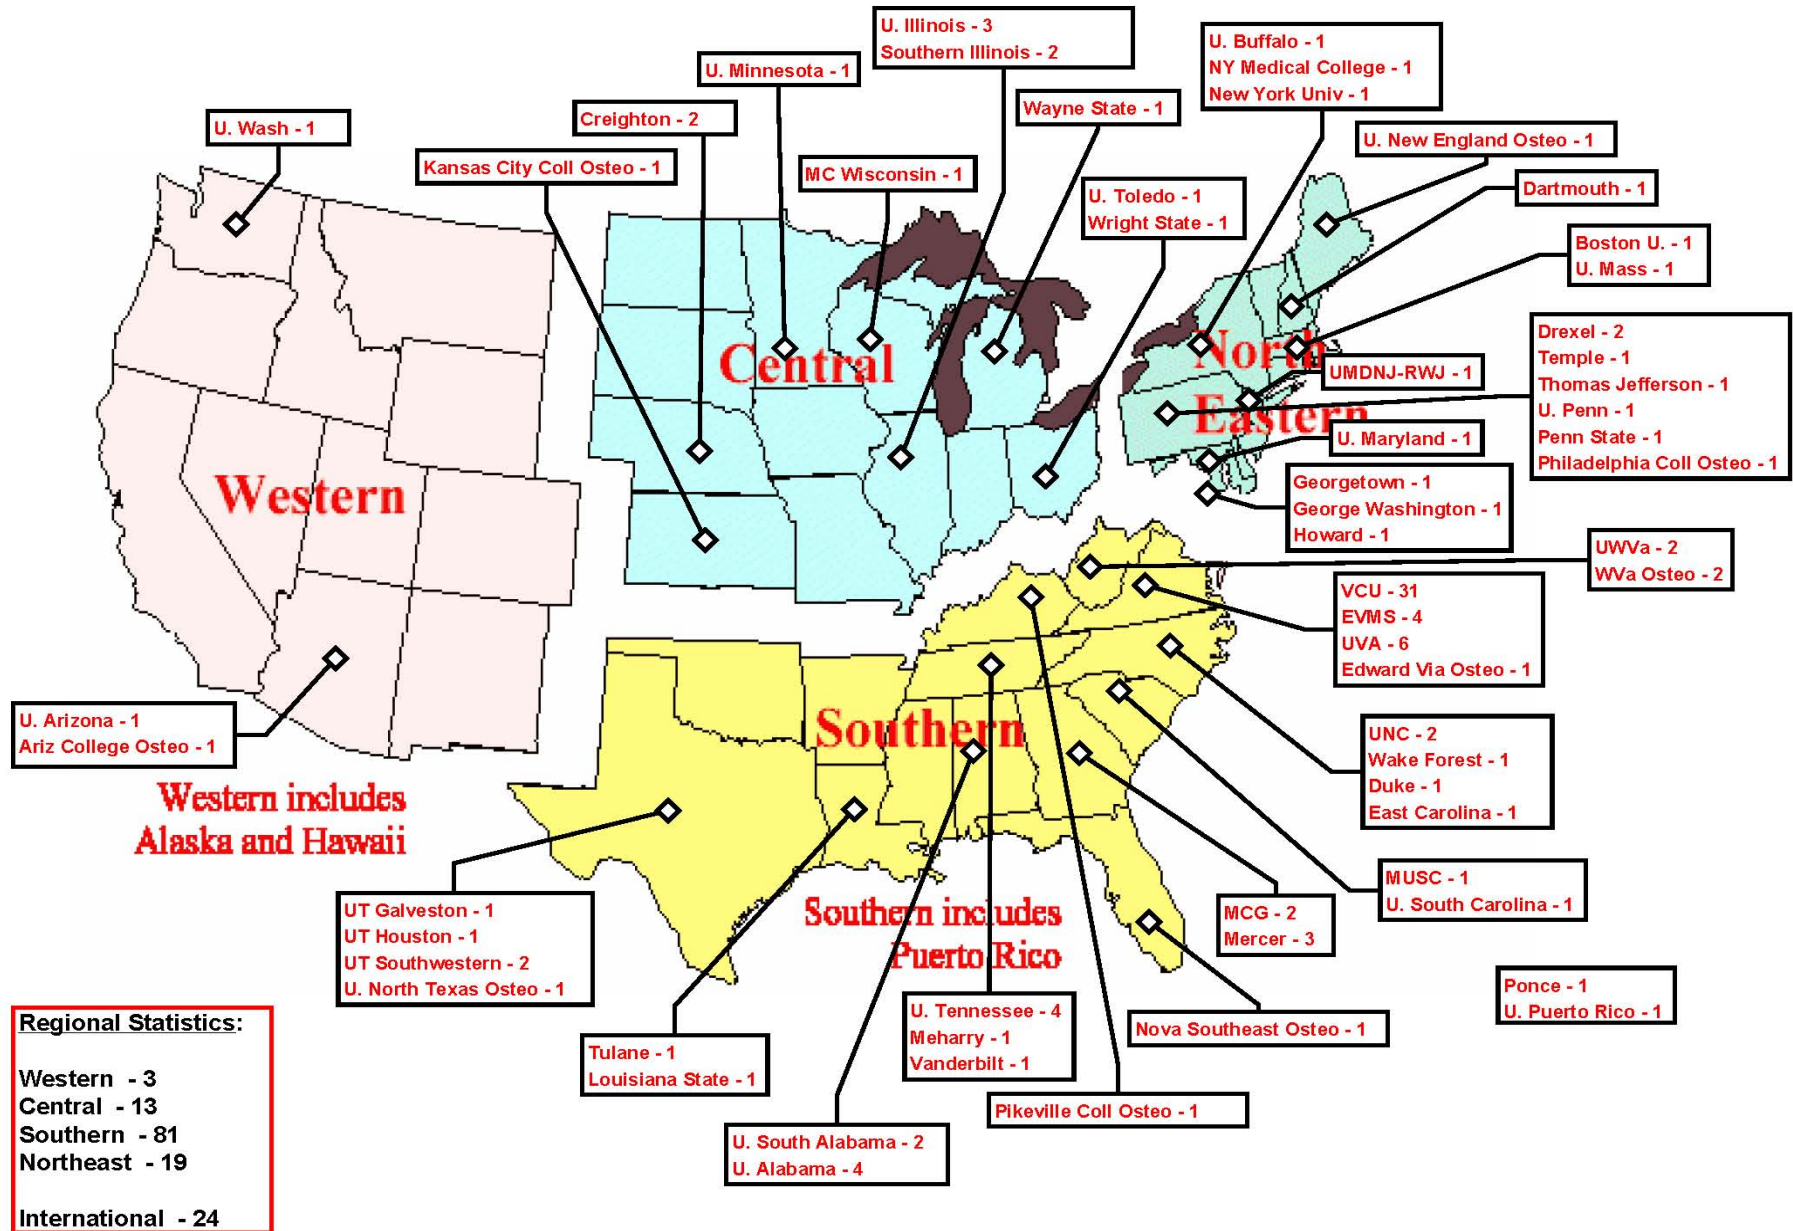 U. Illinois - 3
Southern Illinois - 2
U. Buffalo - 1
NY Medical College - 1
New York Univ - 1
U. Minnesota - 1
Wayne State - 1
Creighton - 2
U. Wash - 1
U. New England Osteo - 1
Kansas City Coll Osteo - 1
MC Wisconsin - 1
U. Toledo - 1
Wright State - 1
Dartmouth - 1
Boston U. - 1
U. Mass - 1
Drexel - 2
Temple - 1
Thomas Jefferson - 1
U. Penn - 1
Penn State - 1
Philadelphia Coll Osteo - 1
Central
North
Eastern
UMDNJ-RWJ - 1
U. Maryland - 1
Western
Georgetown - 1
George Washington - 1
Howard - 1
UWVa - 2
WVa Osteo - 2
VCU - 31
EVMS - 4
UVA - 6
Edward Via Osteo - 1
U. Arizona - 1
Ariz College Osteo - 1
Southern
UNC - 2
Wake Forest - 1
Duke - 1
East Carolina - 1
Western includes
Alaska and Hawaii
MUSC - 1
U. South Carolina - 1
UT Galveston - 1
UT Houston - 1
UT Southwestern - 2
U. North Texas Osteo - 1
Southern includes
Puerto Rico
MCG - 2
Mercer - 3
Ponce - 1
U. Puerto Rico - 1
U. Tennessee - 4
Meharry - 1
Vanderbilt - 1
Nova Southeast Osteo - 1
Tulane - 1
Louisiana State - 1
Pikeville Coll Osteo - 1
U. South Alabama - 2
U. Alabama - 4
Regional Statistics:
Western - 3
Central - 13
Southern - 81
Northeast - 19
International - 24